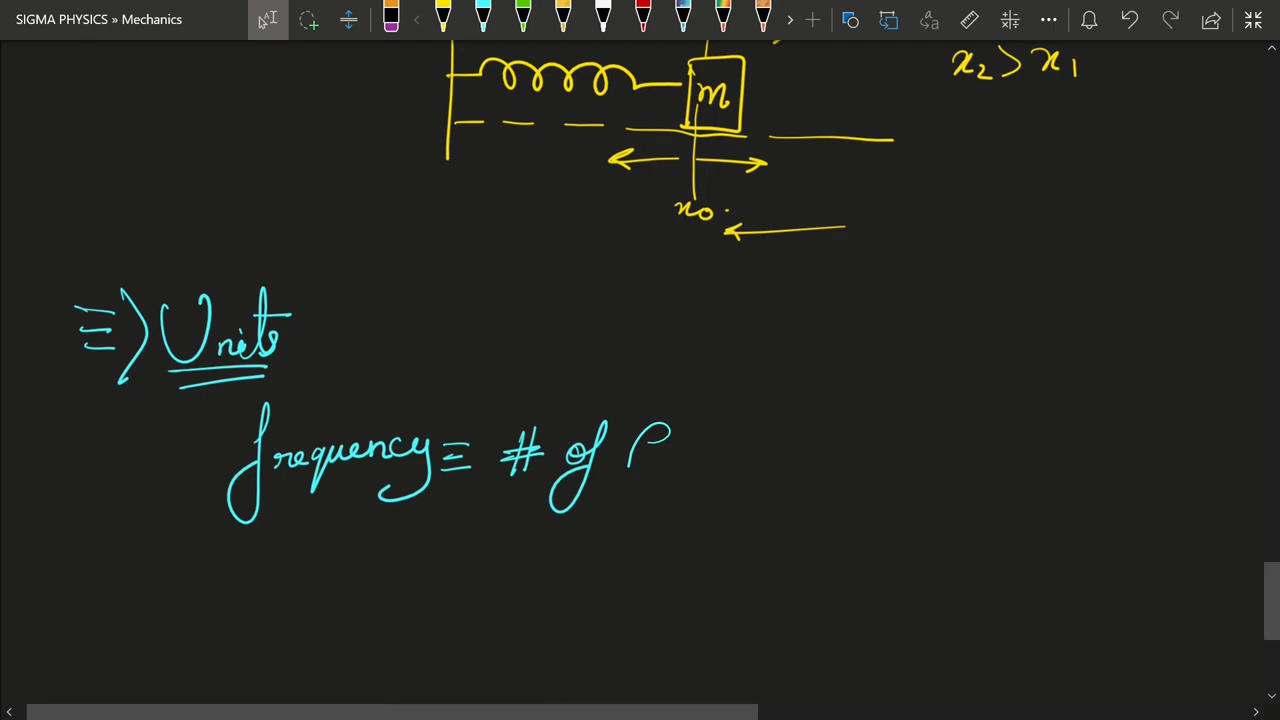 SIGMA PHYSICS » Mechanics
x₂ > x₁
m
x₀
⇛ Units
frequency ≡ # of